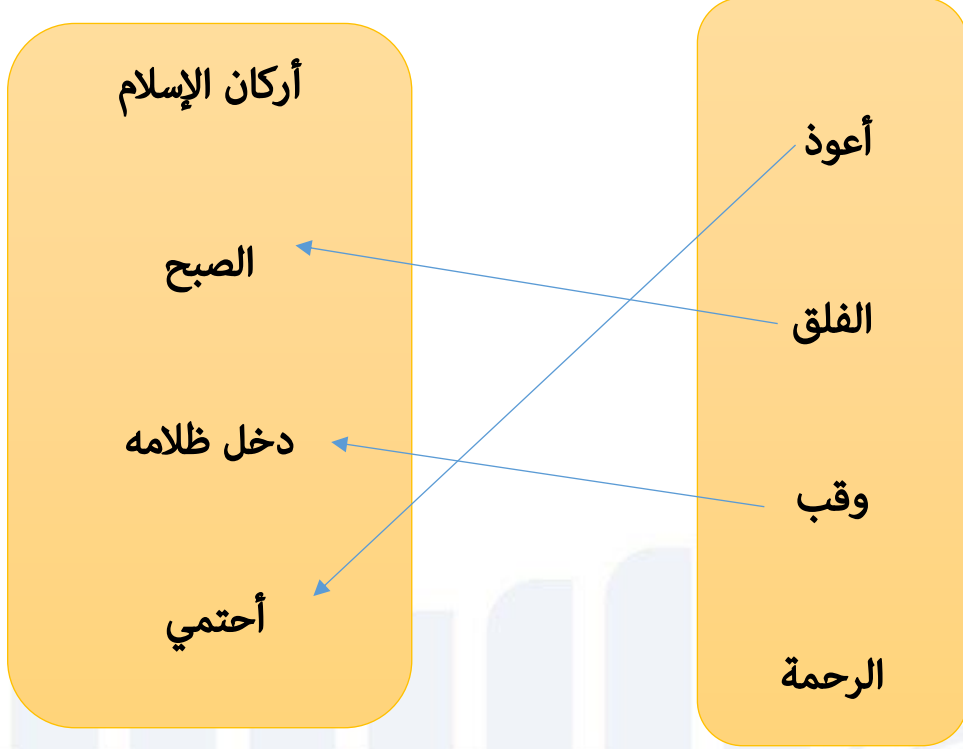 أعوذ
الفلق
وقب
الرحمة
أركان الإسلام
الصبح
دخل ظلامه
أحتمي